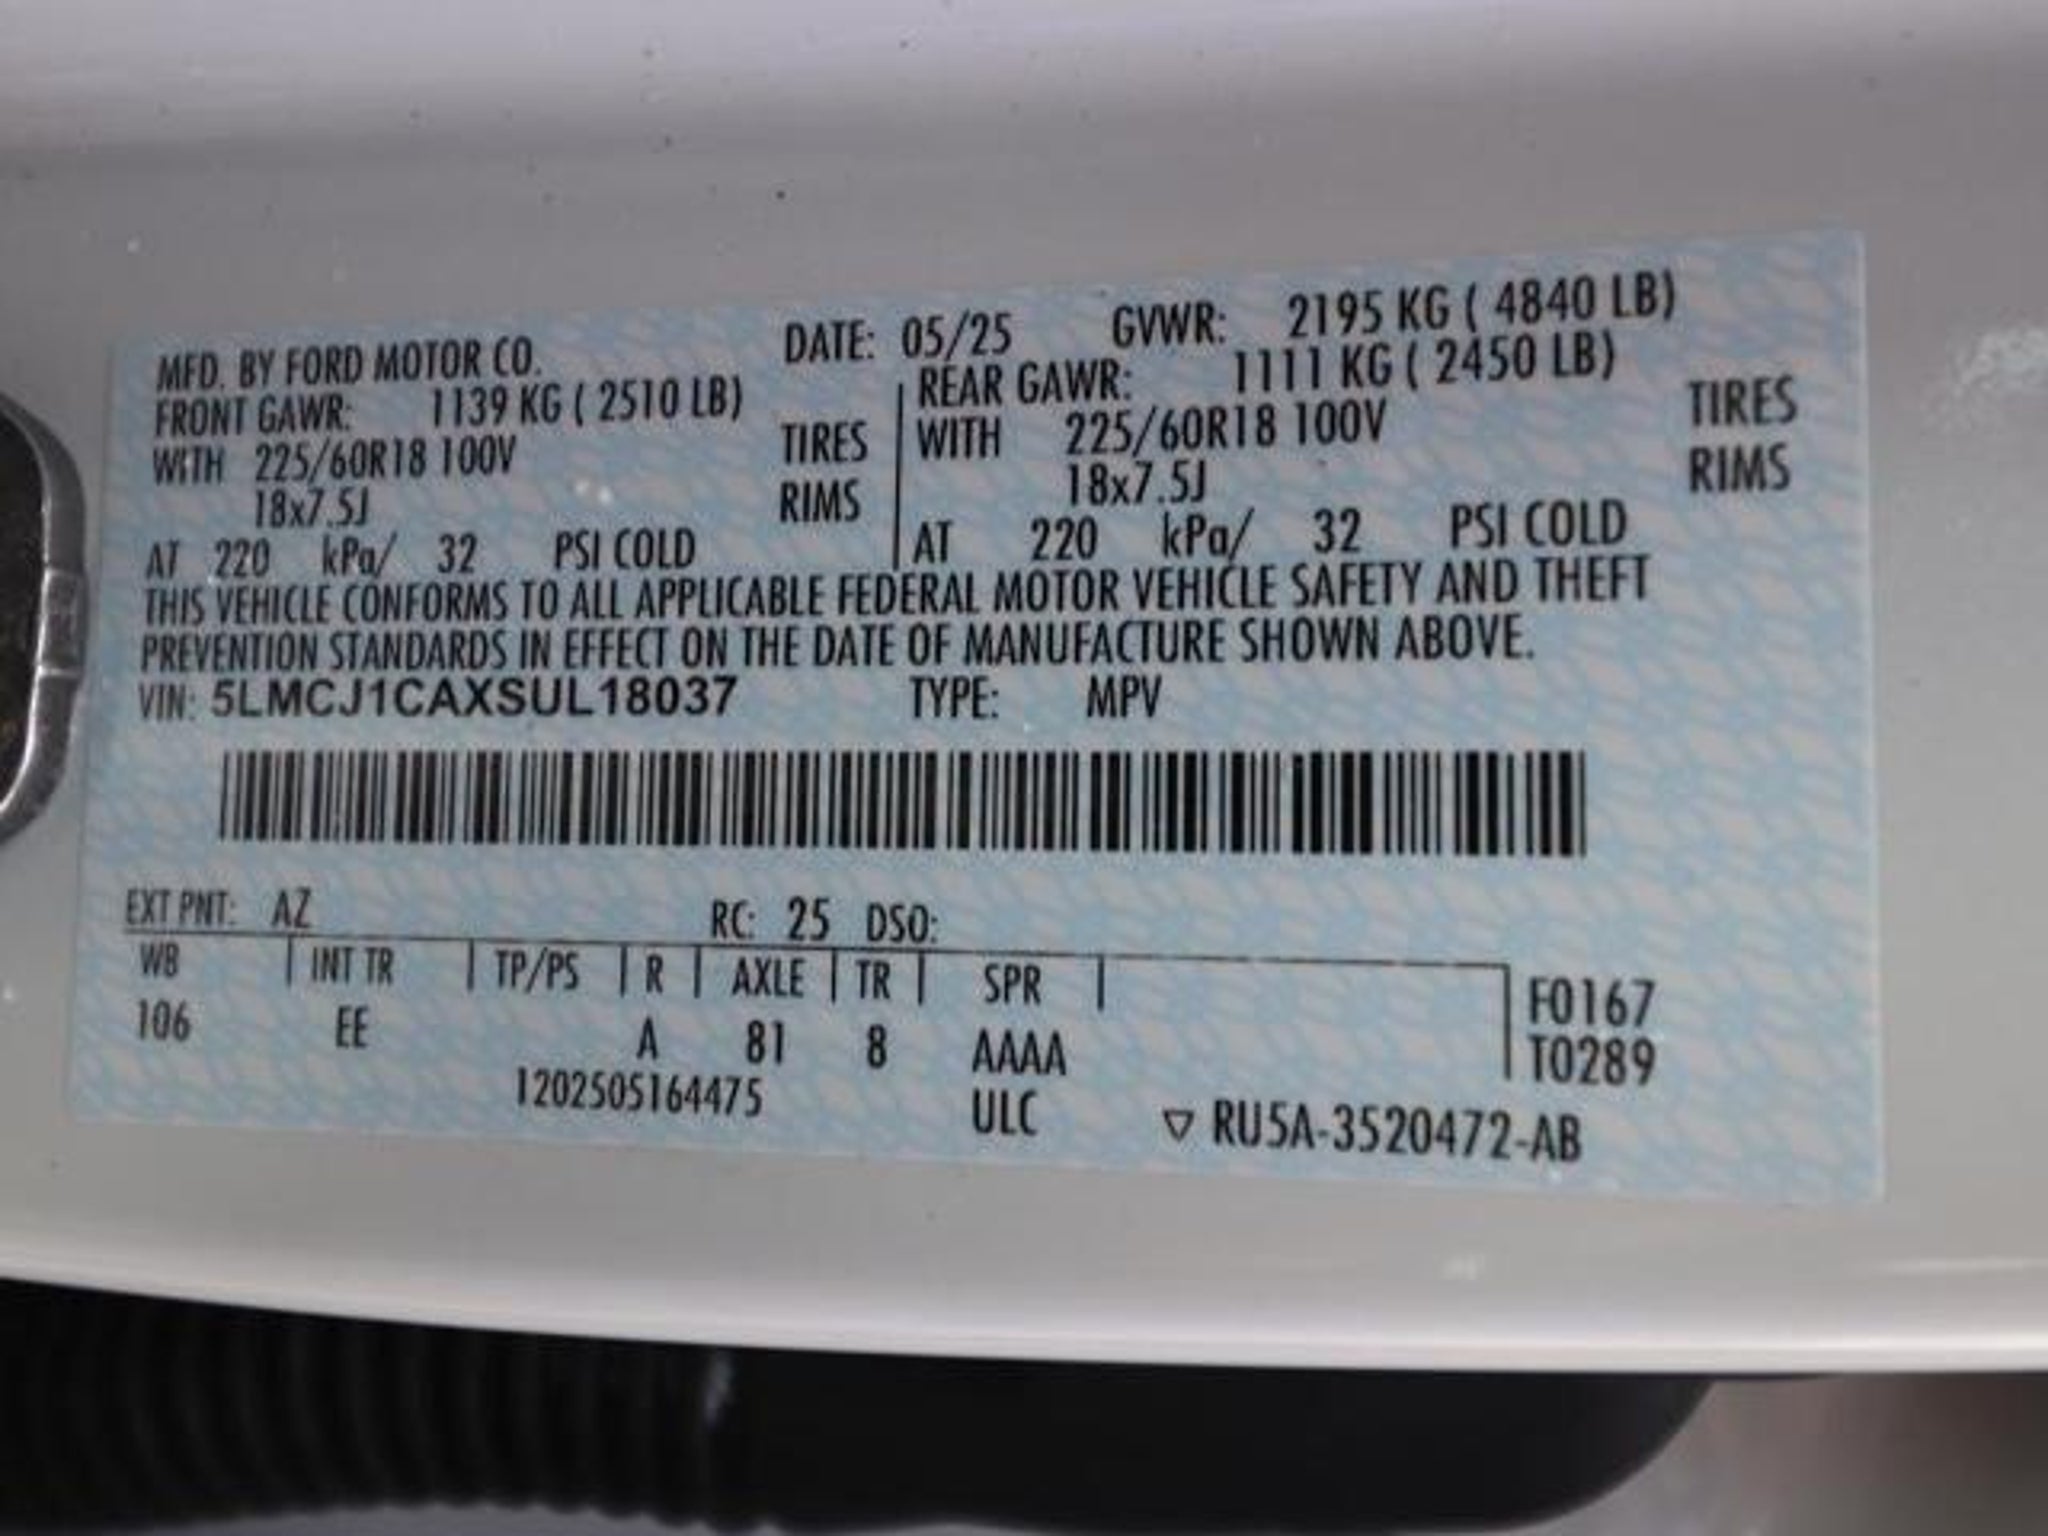 MFD. BY FORD MOTOR CO. DATE: 05/25 GVWR: 2195 KG ( 4840 LB)
FRONT GAWR: 1139 KG ( 2510 LB) REAR GAWR: 1111 KG ( 2450 LB)
WITH 225/60R18 100V TIRES WITH 225/60R18 100V TIRES
18x7.5J RIMS 18x7.5J RIMS
AT 220 kPa/ 32 PSI COLD AT 220 kPa/ 32 PSI COLD
THIS VEHICLE CONFORMS TO ALL APPLICABLE FEDERAL MOTOR VEHICLE SAFETY AND THEFT
PREVENTION STANDARDS IN EFFECT ON THE DATE OF MANUFACTURE SHOWN ABOVE.
VIN: 5LMCJ1CAXSUL18037 TYPE: MPV
EXT PNT: AZ RC: 25 DSO:
WB INT TR TP/PS R AXLE TR SPR F0167
106 EE A 81 8 AAAA T0289
1202505164475 ULC ▽ RU5A-3520472-AB